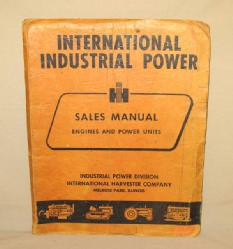 INTERNATIONAL
INDUSTRIAL POWER
SALES MANUAL
ENGINES AND POWER UNITS
INDUSTRIAL POWER DIVISION
INTERNATIONAL HARVESTER COMPANY
MELROSE PARK, ILLINOIS